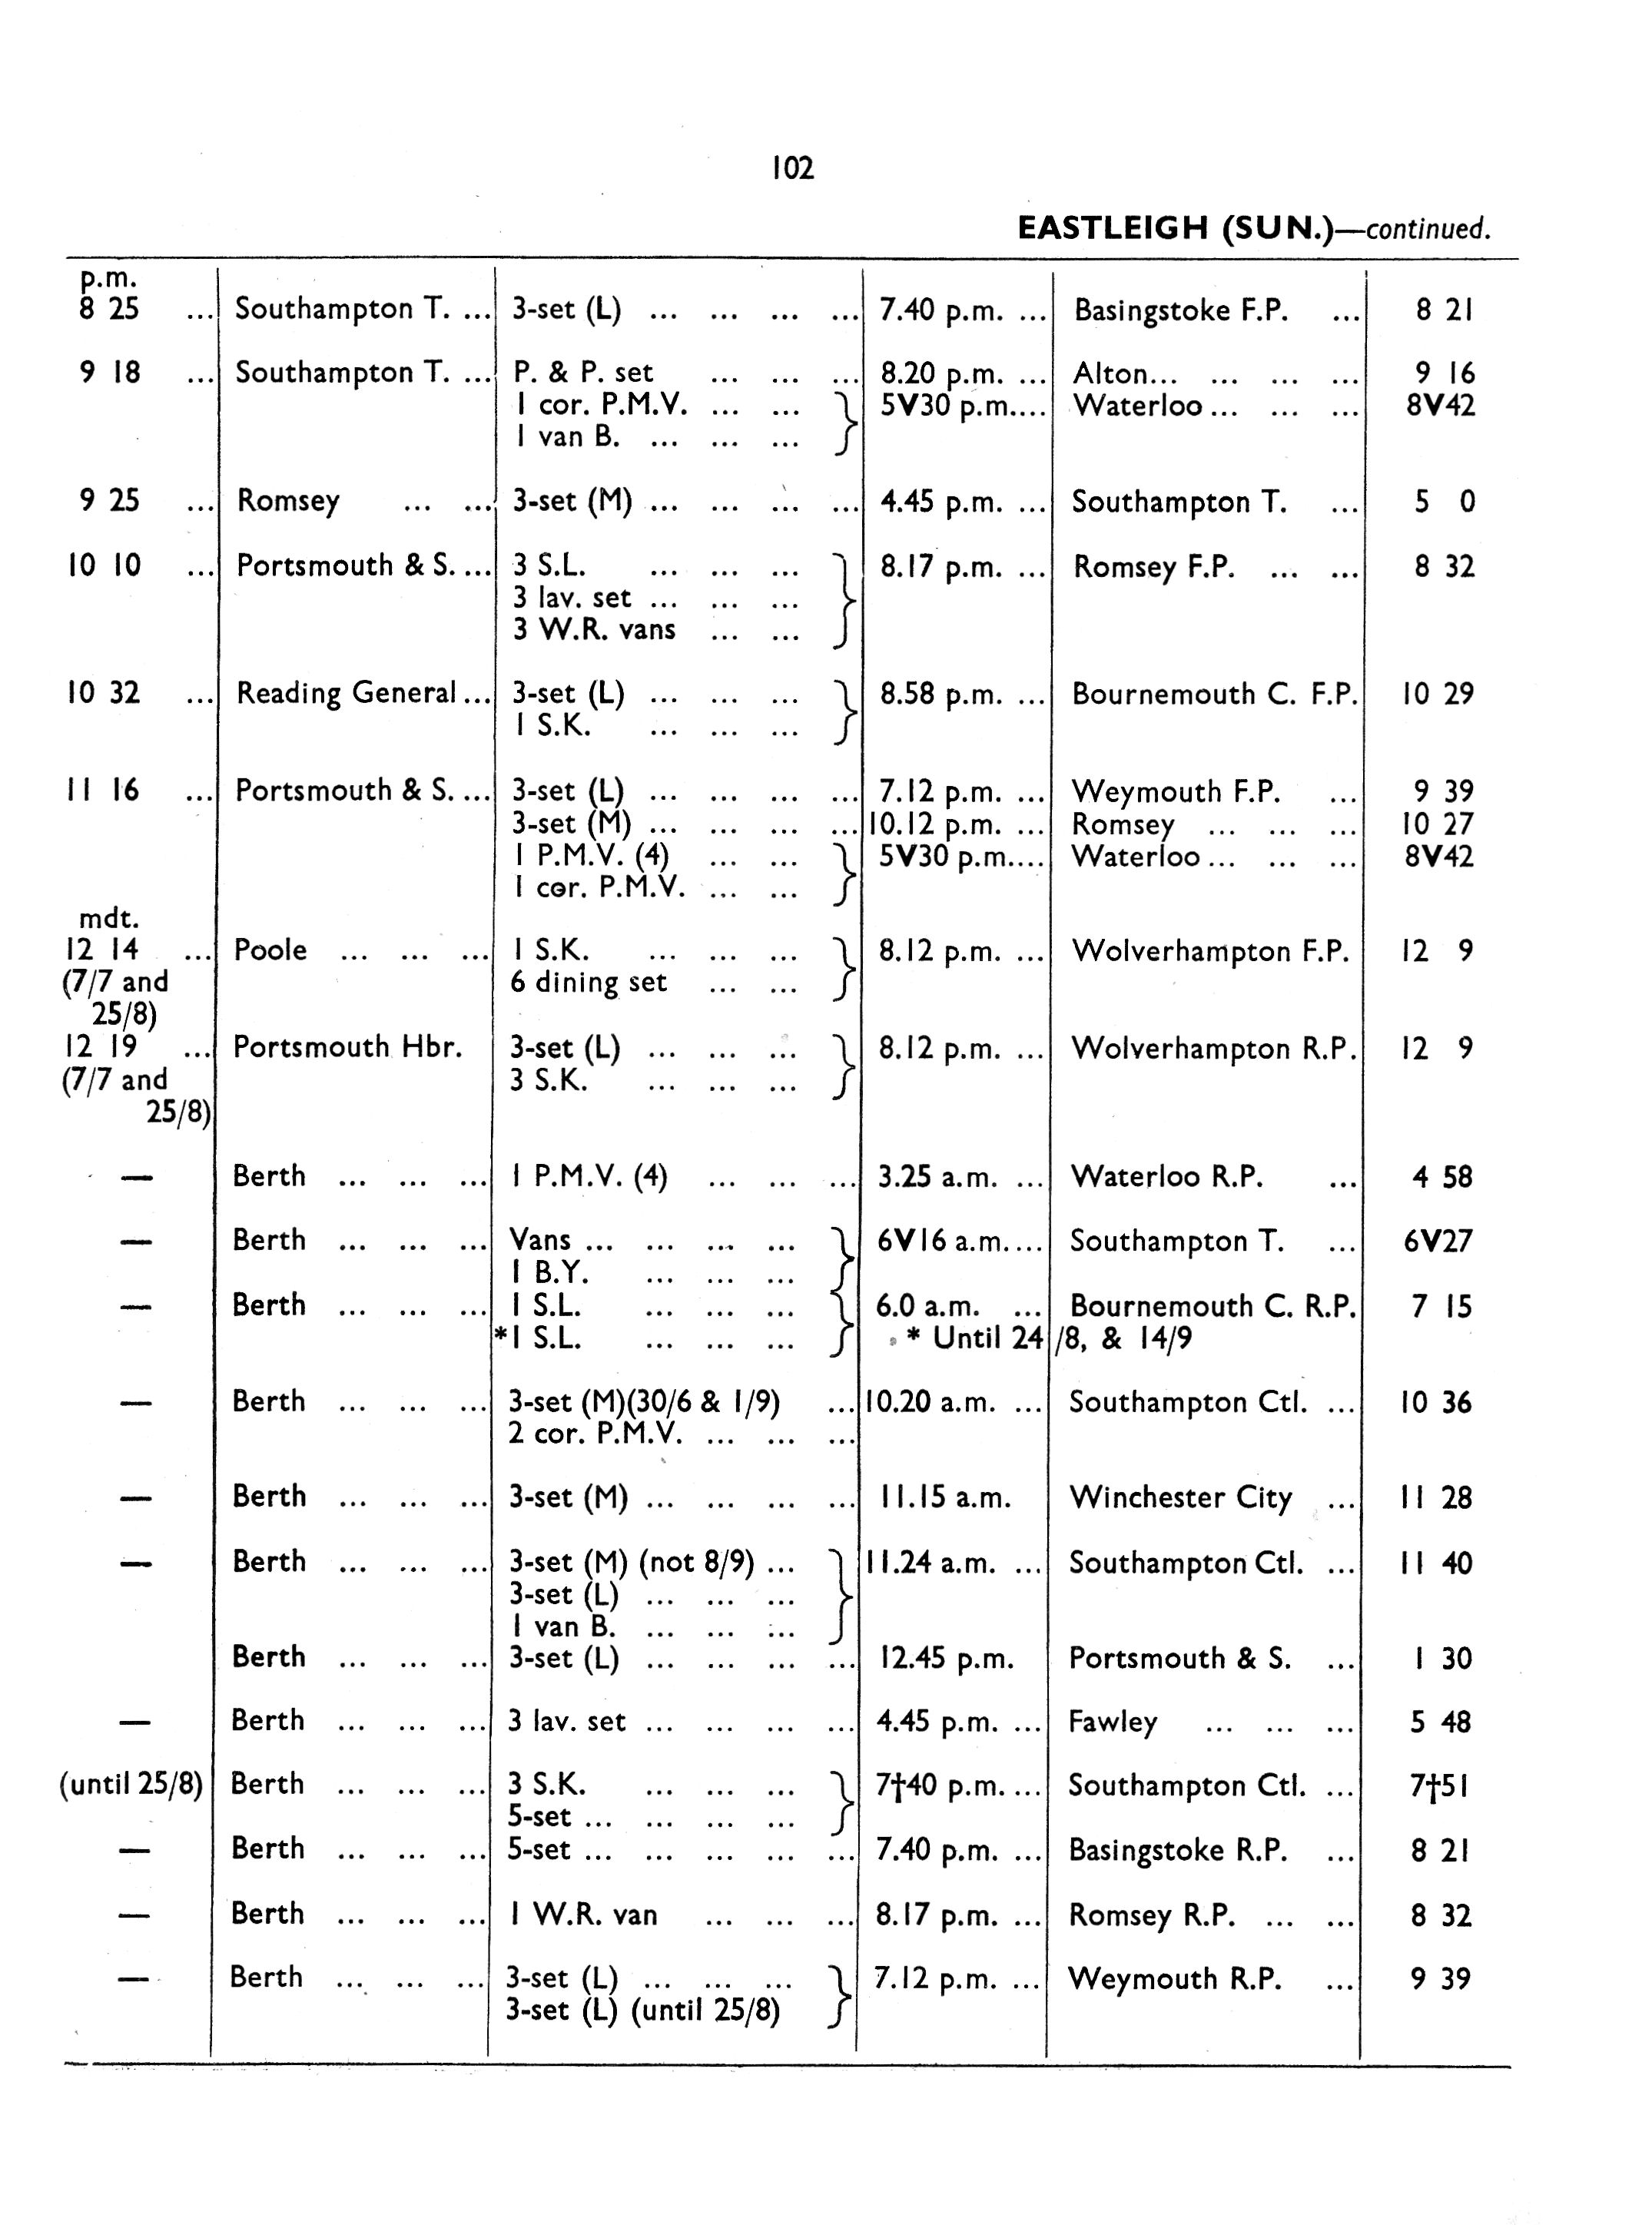 102
EASTLEIGH (SUN.)—continued.
p.m.
8 25 ... Southampton T. ... 3-set (L) ... ... ... ... 7.40 p.m. ... Basingstoke F.P. ... 8 21
9 18 ... Southampton T. ... P. & P. set ... ... ... 8.20 p.m. ... Alton... ... ... ... 9 16
1 cor. P.M.V. ... ... } 5V30 p.m.... Waterloo ... ... ... 8V42
1 van B. ... ... ...
9 25 ... Romsey ... ... 3-set (M) ... ... ... ... 4.45 p.m. ... Southampton T. ... 5 0
10 10 ... Portsmouth & S. ... 3 S.L. ... ... ... } 8.17 p.m. ... Romsey F.P. ... ... 8 32
3 lav. set ... ... ...
3 W.R. vans ... ...
10 32 ... Reading General ... 3-set (L) ... ... ... } 8.58 p.m. ... Bournemouth C. F.P. 10 29
1 S.K. ... ... ...
11 16 ... Portsmouth & S. ... 3-set (L) ... ... ... ... 7.12 p.m. ... Weymouth F.P. ... 9 39
3-set (M) ... ... ... ... 10.12 p.m. ... Romsey ... ... ... 10 27
1 P.M.V. (4) ... ... } 5V30 p.m.... Waterloo ... ... ... 8V42
1 cor. P.M.V. ... ...
mdt.
12 14 ... Poole ... ... ... 1 S.K. ... ... ... } 8.12 p.m. ... Wolverhampton F.P. 12 9
(7/7 and 6 dining set ... ...
25/8)
12 19 ... Portsmouth Hbr. 3-set (L) ... ... ... } 8.12 p.m. ... Wolverhampton R.P. 12 9
(7/7 and 3 S.K. ... ... ...
25/8)
— Berth ... ... ... 1 P.M.V. (4) ... ... ... 3.25 a.m. ... Waterloo R.P. ... 4 58
— Berth ... ... ... Vans ... ... ... ... } 6V16 a.m.... Southampton T. ... 6V27
1 B.Y. ... ... ...
— Berth ... ... ... 1 S.L. ... ... ... } 6.0 a.m. ... Bournemouth C. R.P. 7 15
*1 S.L. ... ... ... * Until 24/8, & 14/9
— Berth ... ... ... 3-set (M)(30/6 & 1/9) ... 10.20 a.m. ... Southampton Ctl. ... 10 36
2 cor. P.M.V. ... ... ...
— Berth ... ... ... 3-set (M) ... ... ... ... 11.15 a.m. Winchester City ... 11 28
— Berth ... ... ... 3-set (M) (not 8/9) ... } 11.24 a.m. ... Southampton Ctl. ... 11 40
3-set (L) ... ... ...
1 van B. ... ... ...
Berth ... ... ... 3-set (L) ... ... ... ... 12.45 p.m. Portsmouth & S. ... 1 30
— Berth ... ... ... 3 lav. set ... ... ... ... 4.45 p.m. ... Fawley ... ... ... 5 48
(until 25/8) Berth ... ... ... 3 S.K. ... ... ... } 7†40 p.m. ... Southampton Ctl. ... 7†51
5-set ... ... ... ...
— Berth ... ... ... 5-set ... ... ... ... ... 7.40 p.m. ... Basingstoke R.P. ... 8 21
— Berth ... ... ... 1 W.R. van ... ... ... 8.17 p.m. ... Romsey R.P. ... ... 8 32
— Berth ... ... ... 3-set (L) ... ... ... } 7.12 p.m. ... Weymouth R.P. ... 9 39
3-set (L) (until 25/8)